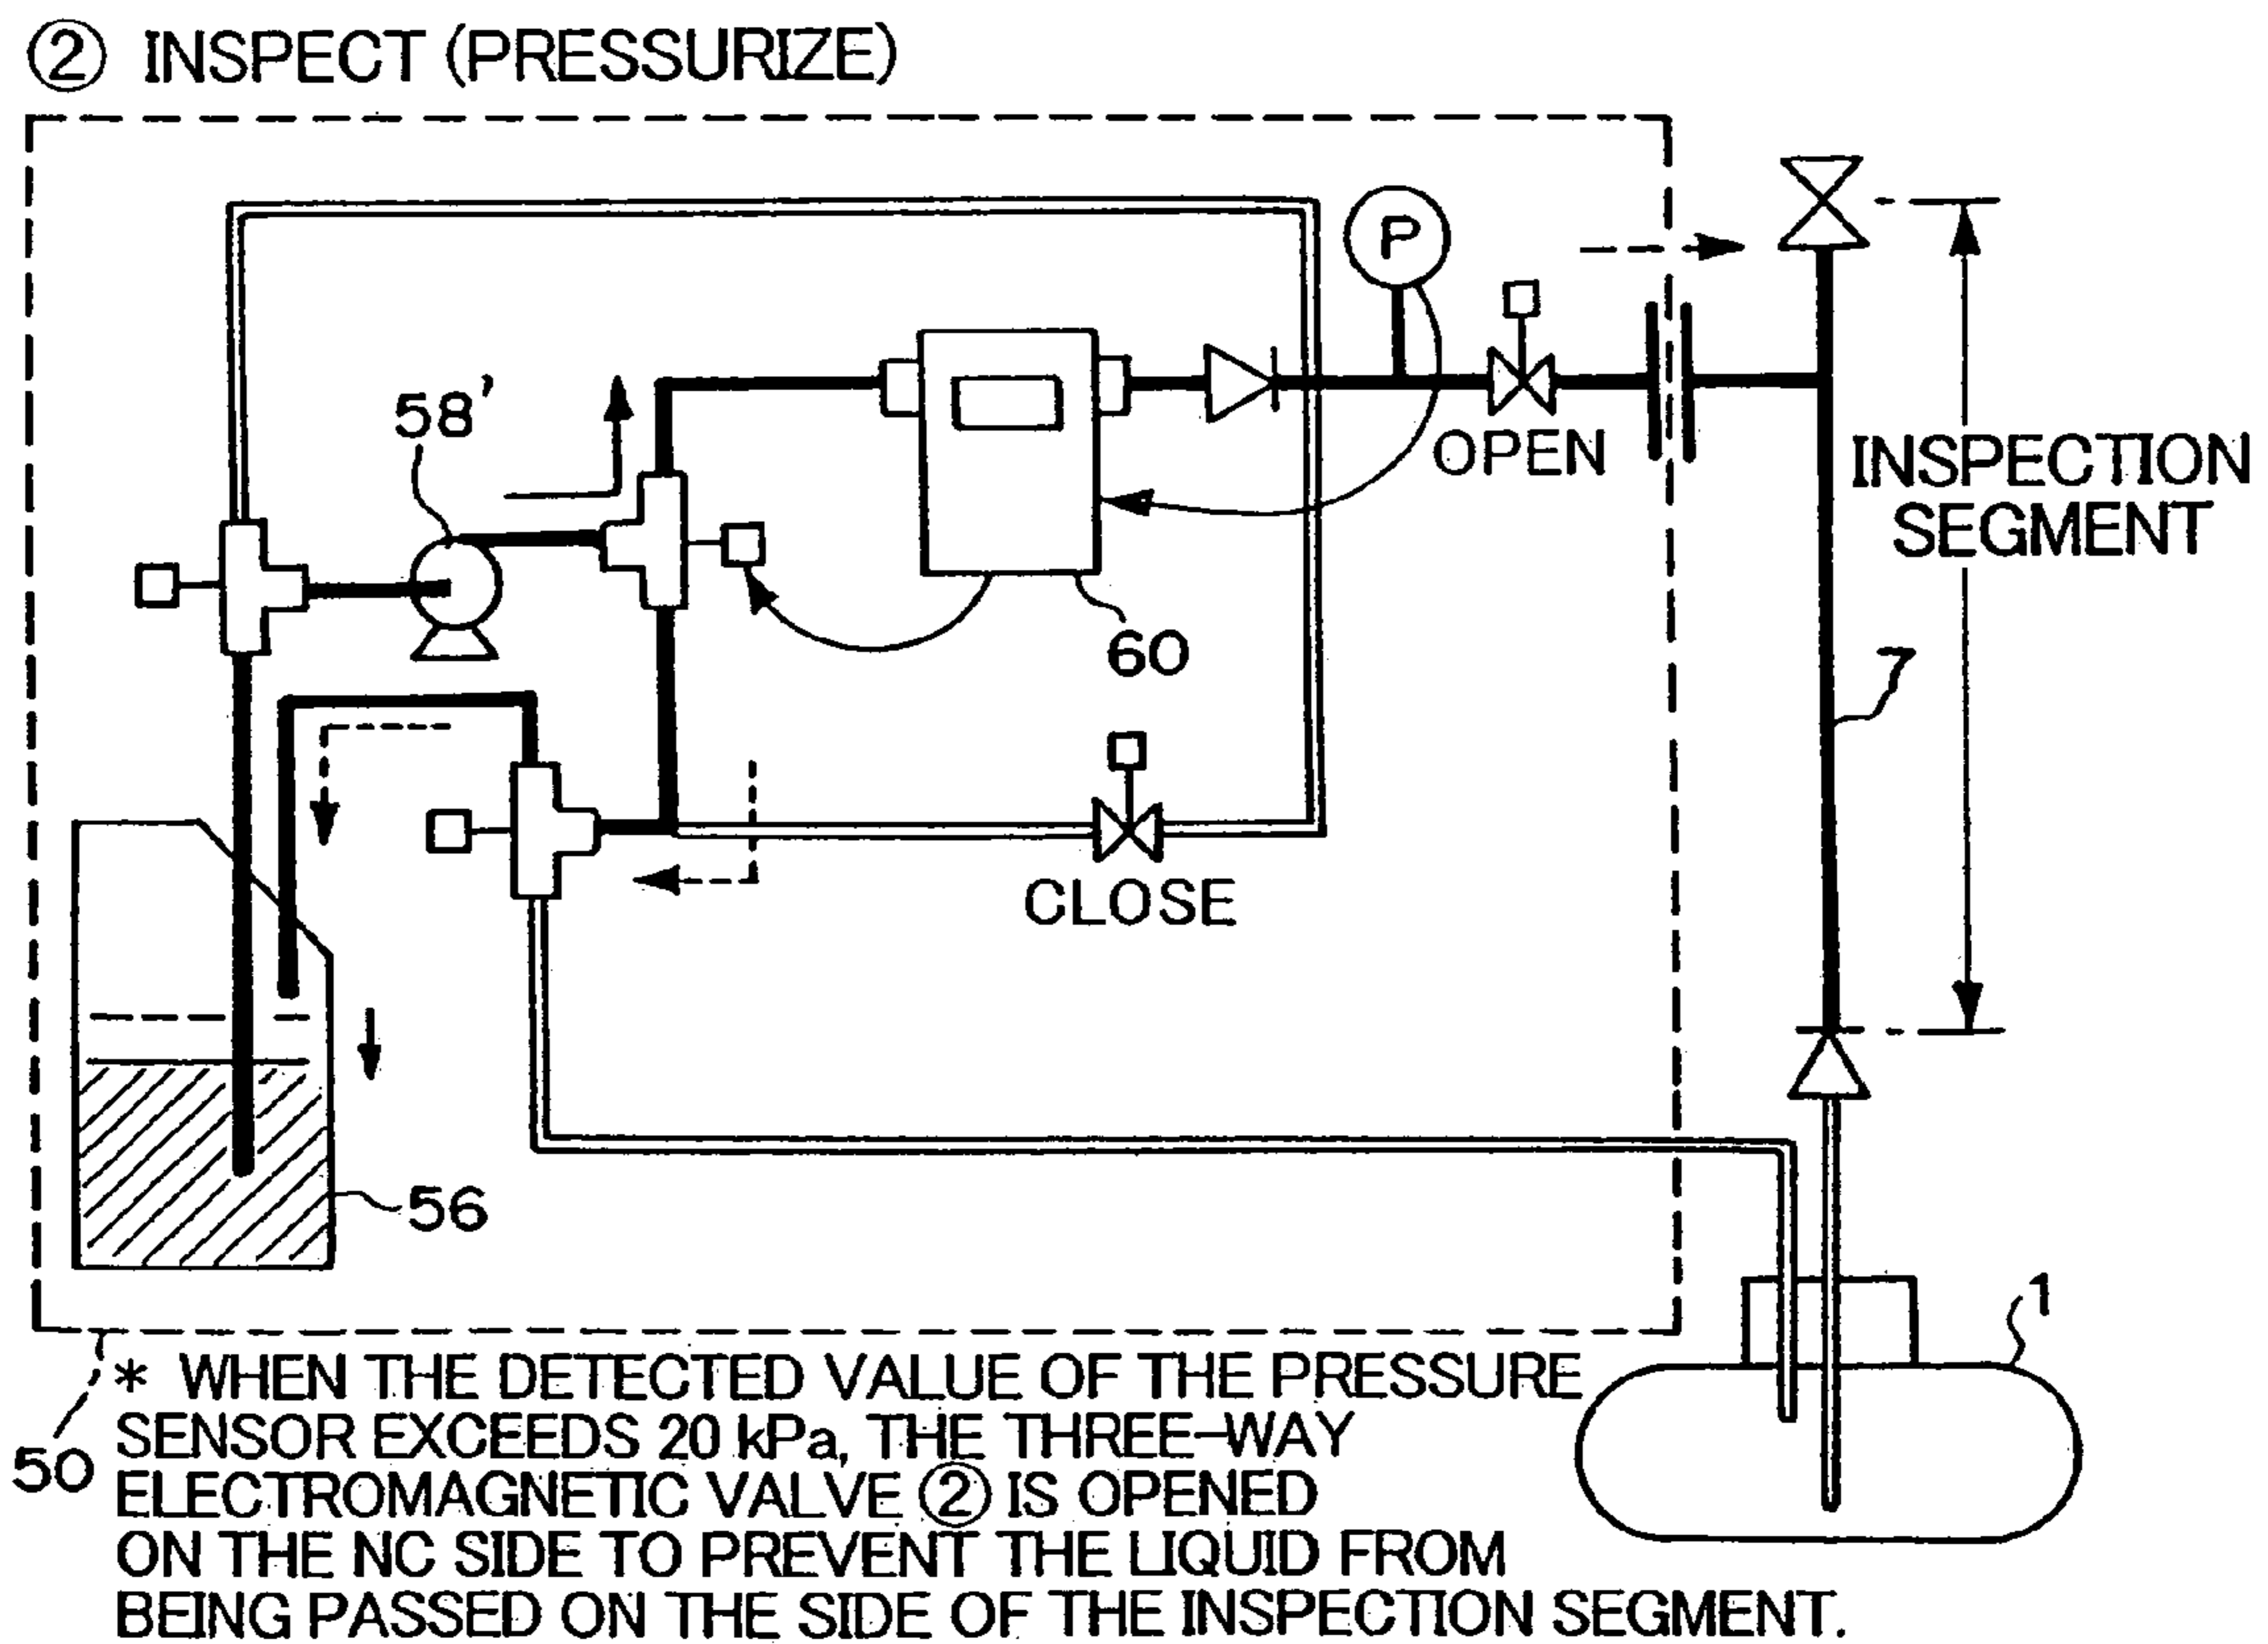 ② INSPECT (PRESSURIZE)
P
58'
OPEN
INSPECTION
SEGMENT
60
7
CLOSE
56
1
50
* WHEN THE DETECTED VALUE OF THE PRESSURE
SENSOR EXCEEDS 20 kPa, THE THREE-WAY
ELECTROMAGNETIC VALVE ② IS OPENED
ON THE NC SIDE TO PREVENT THE LIQUID FROM
BEING PASSED ON THE SIDE OF THE INSPECTION SEGMENT.